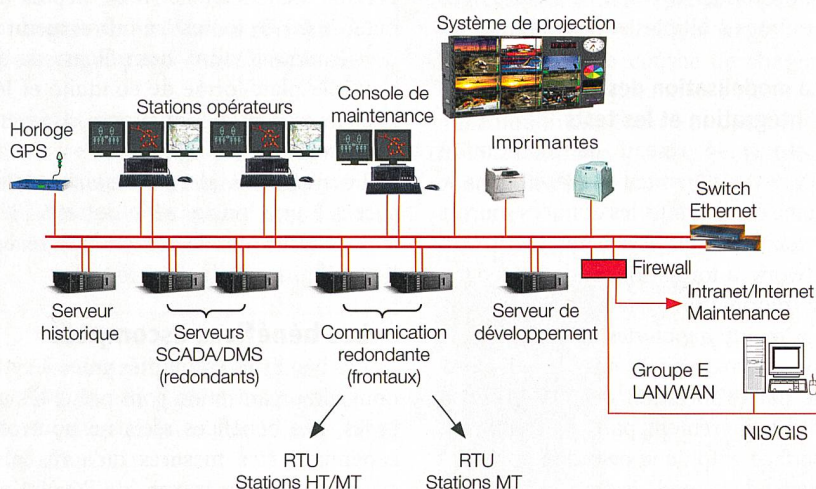 Système de projection
Stations opérateurs
Console de
maintenance
Horloge
GPS
Imprimantes
Switch
Ethernet
Firewall
Intranet/Internet
Maintenance
Serveur
historique
Serveurs
SCADA/DMS
(redondants)
Communication
redondante
(frontaux)
Serveur de
développement
Groupe E
LAN/WAN
NIS/GIS
RTU
Stations HT/MT
RTU
Stations MT